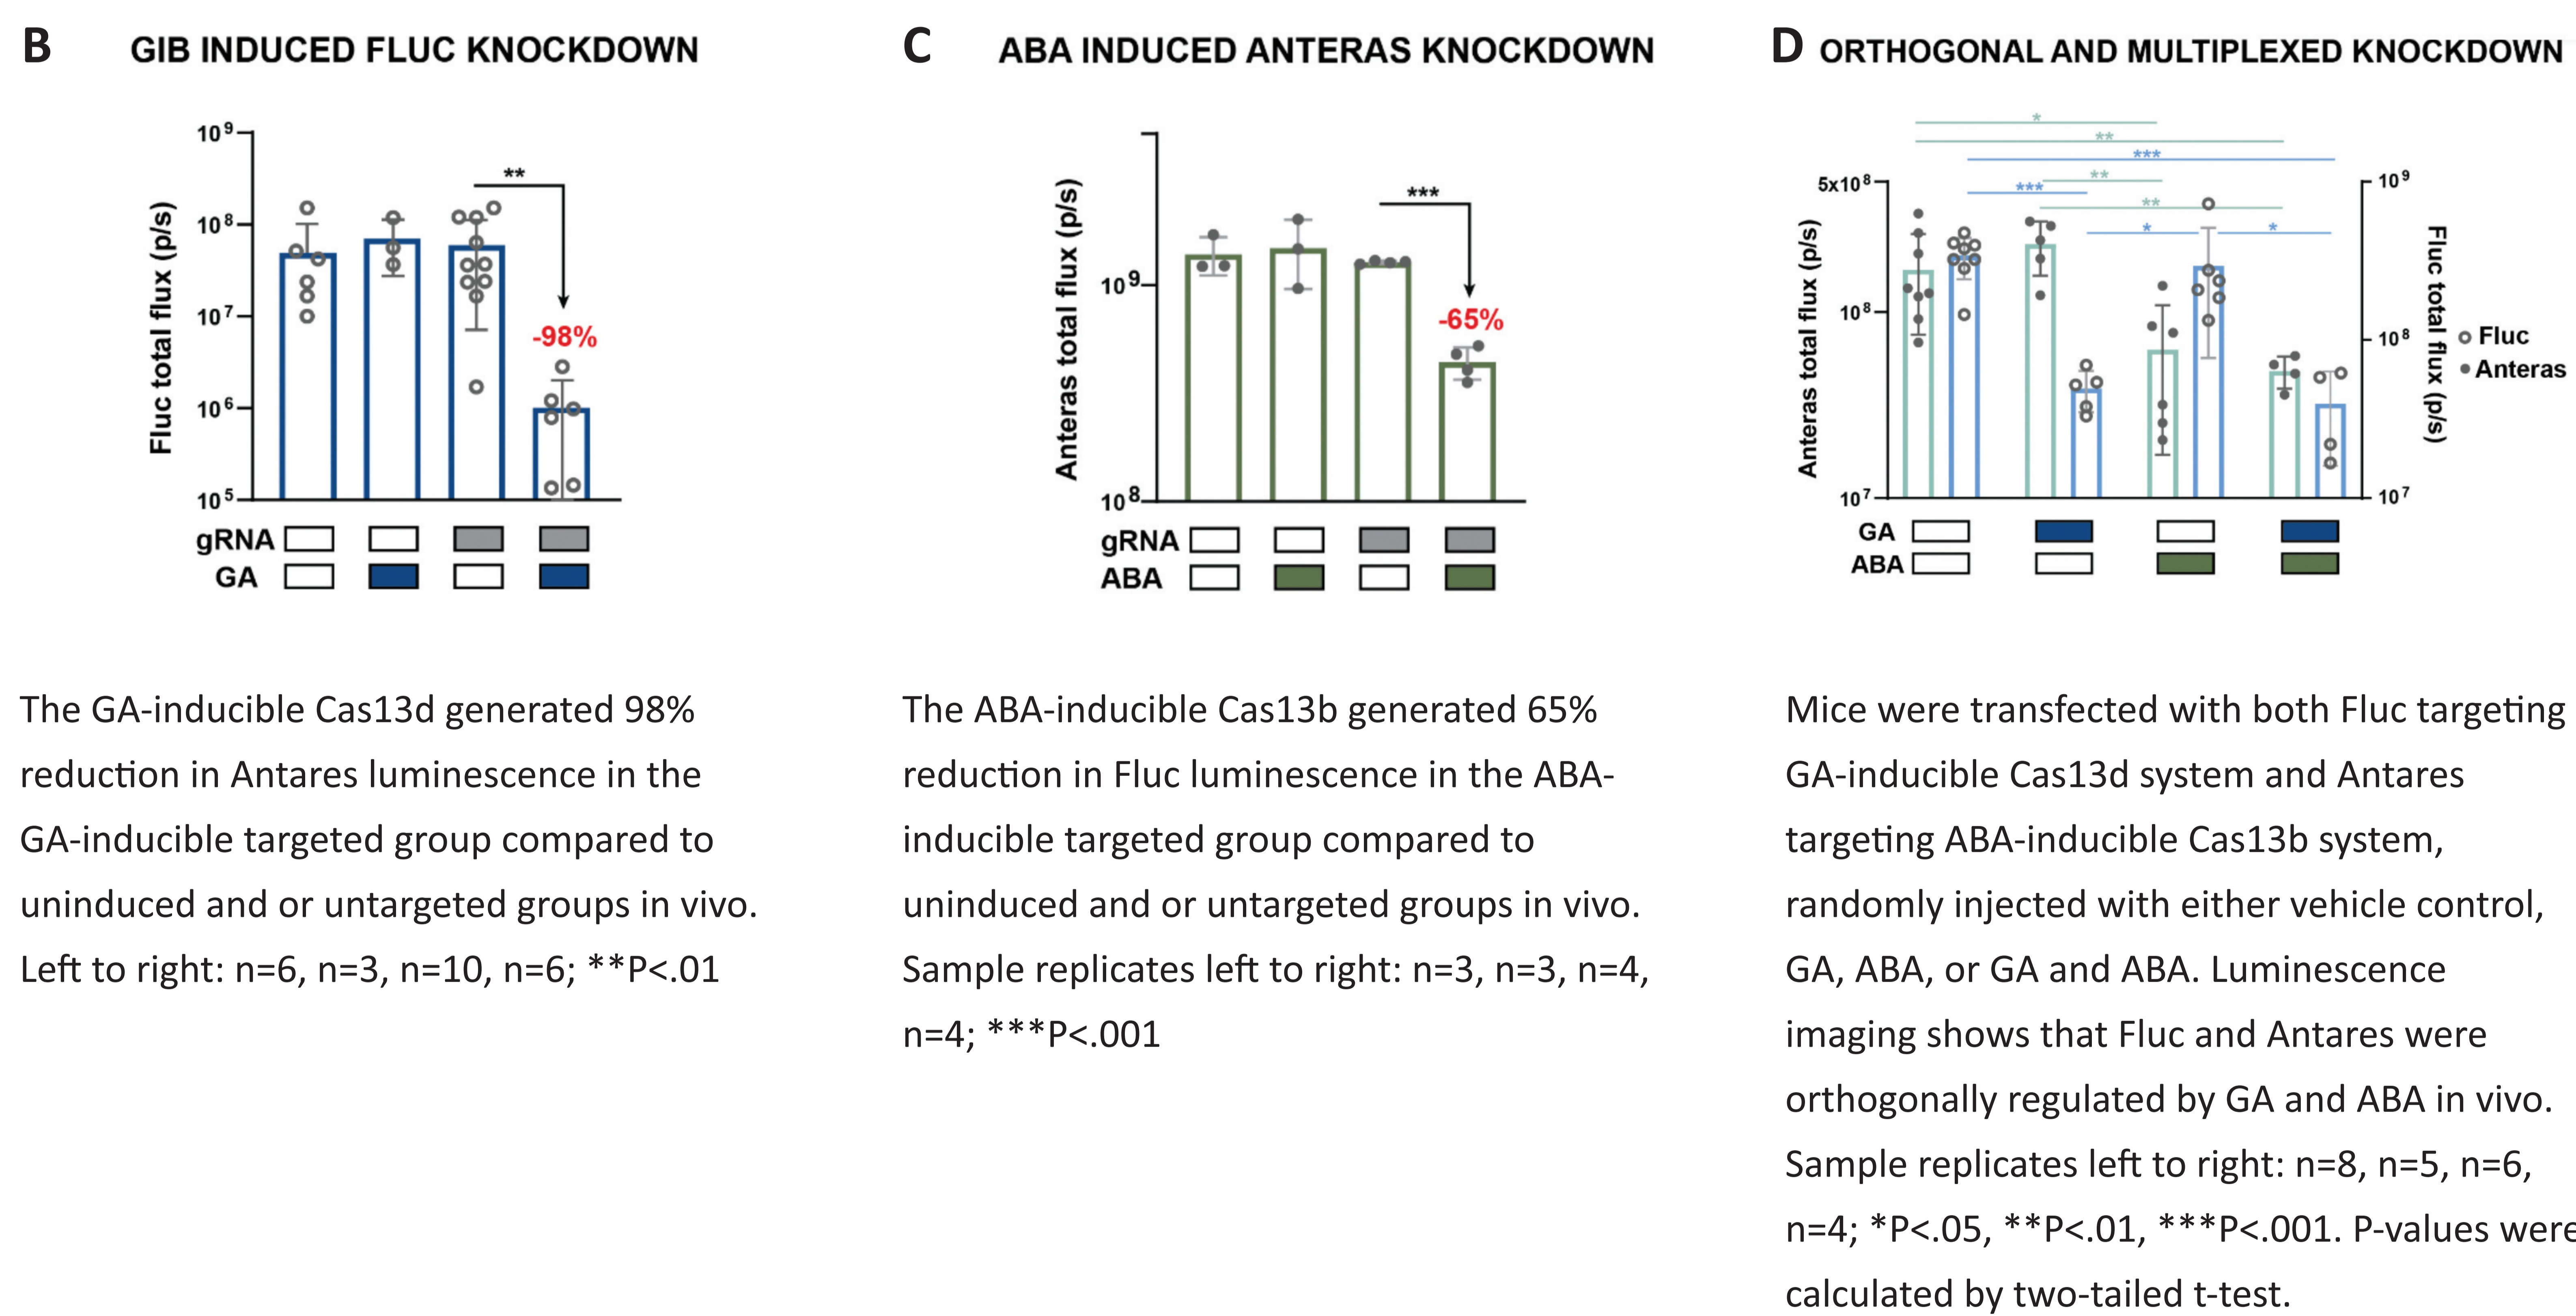 B GIB INDUCED FLUC KNOCKDOWN
Fluc total flux (p/s)
10⁹
10⁸
10⁷
10⁶
10⁵
**
-98%
gRNA
GA
The GA-inducible Cas13d generated 98%
reduction in Antares luminescence in the
GA-inducible targeted group compared to
uninduced and or untargeted groups in vivo.
Left to right: n=6, n=3, n=10, n=6; **P<.01
C ABA INDUCED ANTERAS KNOCKDOWN
Anteras total flux (p/s)
10⁹
10⁸
***
-65%
gRNA
ABA
The ABA-inducible Cas13b generated 65%
reduction in Fluc luminescence in the ABA-
inducible targeted group compared to
uninduced and or untargeted groups in vivo.
Sample replicates left to right: n=3, n=3, n=4,
n=4; ***P<.001
D ORTHOGONAL AND MULTIPLEXED KNOCKDOWN
*
**
***
**
***
**
*
*
Anteras total flux (p/s)
5x10⁸
10⁸
10⁷
10⁹
10⁸
10⁷
Fluc total flux (p/s)
Fluc
Anteras
GA
ABA
Mice were transfected with both Fluc targeting
GA-inducible Cas13d system and Antares
targeting ABA-inducible Cas13b system,
randomly injected with either vehicle control,
GA, ABA, or GA and ABA. Luminescence
imaging shows that Fluc and Antares were
orthogonally regulated by GA and ABA in vivo.
Sample replicates left to right: n=8, n=5, n=6,
n=4; *P<.05, **P<.01, ***P<.001. P-values were
calculated by two-tailed t-test.